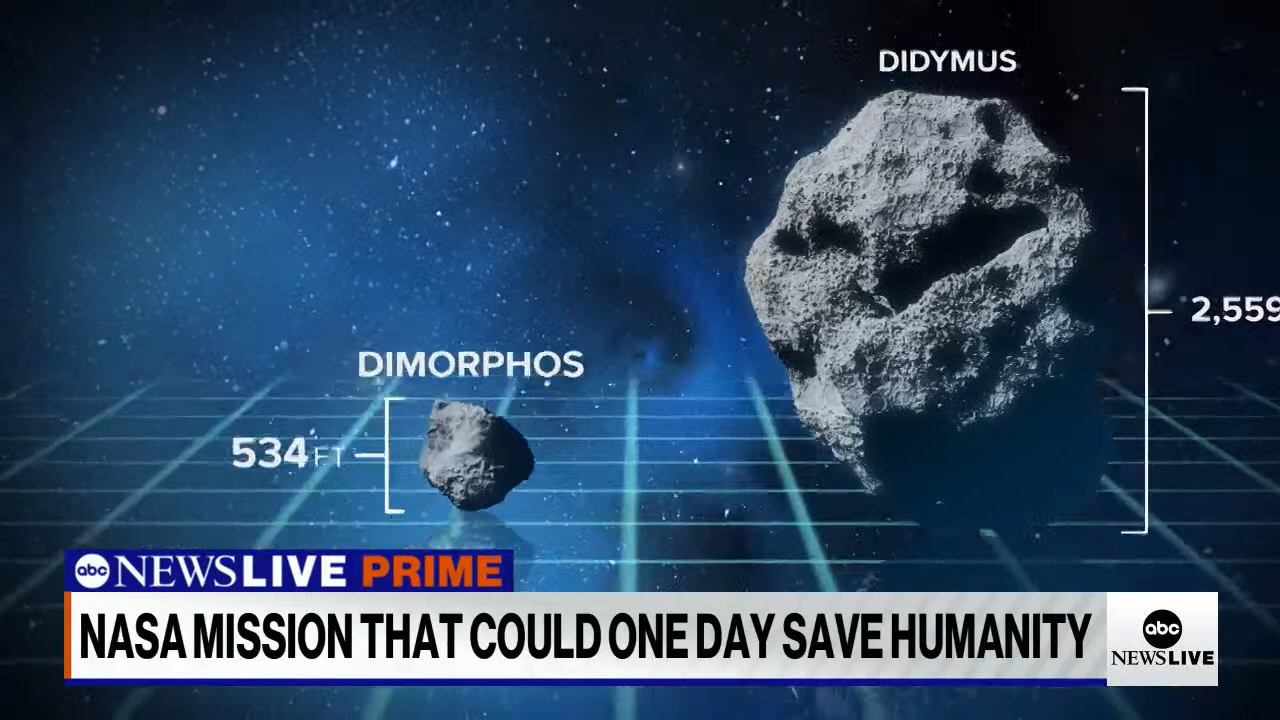 DIDYMUS
2,559
DIMORPHOS
534 FT
abc NEWS LIVE PRIME
NASA MISSION THAT COULD ONE DAY SAVE HUMANITY
abc
NEWS LIVE